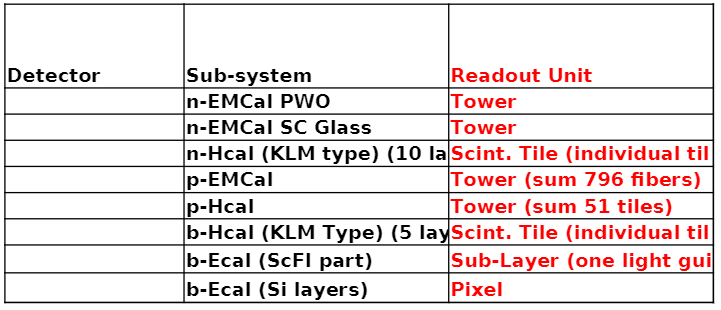 Detector Sub-system Readout Unit
n-EMCal PWO Tower
n-EMCal SC Glass Tower
n-Hcal (KLM type) (10 la Scint. Tile (individual til
p-EMCal Tower (sum 796 fibers)
p-Hcal Tower (sum 51 tiles)
b-Hcal (KLM Type) (5 lay Scint. Tile (individual til
b-Ecal (ScFI part) Sub-Layer (one light gui
b-Ecal (Si layers) Pixel